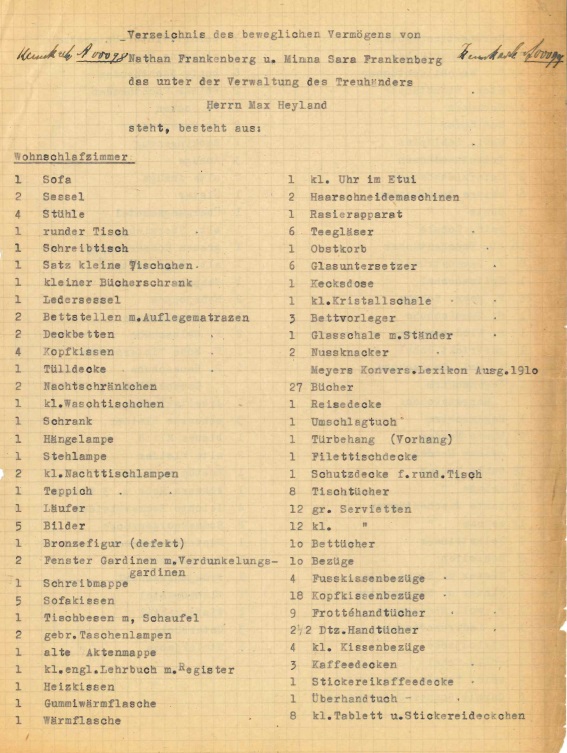 Verzeichnis des beweglichen Vermögens von
Nathan Frankenberg u. Minna Sara Frankenberg
das unter der Verwaltung des Treuhänders
Herrn Max Heyland
steht, besteht aus:
Wohnschlafzimmer
1 Sofa
2 Sessel
4 Stühle
1 runder Tisch
1 Schreibtisch
1 Satz kleine Tischchen
1 kleiner Bücherschrank
1 Ledersessel
2 Bettstellen m.Auflegematrazen
2 Deckbetten
4 Kopfkissen
1 Tülldecke
2 Nachtschränkchen
1 kl.Waschtischchen
1 Schrank
1 Hängelampe
1 Stehlampe
2 kl.Nachttischlampen
1 Teppich
1 Läufer
5 Bilder
1 Bronzefigur (defekt)
2 Fenster Gardinen m.Verdunkelungs-
gardinen
1 Schreibmappe
5 Sofakissen
1 Tischbesen m, Schaufel
2 gebr.Taschenlampen
1 alte Aktenmappe
1 kl.engl.Lehrbuch m.Register
1 Heizkissen
1 Gummiwärmflasche
1 Wärmflasche
1 kl. Uhr im Etui
2 Haarschneidemaschinen
1 Rasierapparat
6 Teegläser
1 Obstkorb
6 Glasuntersetzer
1 Kecksdose
1 kl.Kristallschale
3 Bettvorleger
1 Glasschale m.Ständer
2 Nussknacker
Meyers Konvers.Lexikon Ausg.191o
27 Bücher
1 Reisedecke
1 Umschlagtuch
1 Türbehang (Vorhang)
1 Filettischdecke
1 Schutzdecke f.rund.Tisch
8 Tischtücher
12 gr. Servietten
12 kl. "
1o Bettücher
1o Bezüge
4 Fusskissenbezüge
18 Kopfkissenbezüge
9 Frottéhandtücher
2½ Dtz.Handtücher
4 kl. Kissenbezüge
3 Kaffeedecken
1 Stickereikaffeedecke
1 Überhandtuch
8 kl.Tablett u.Stickereideckchen